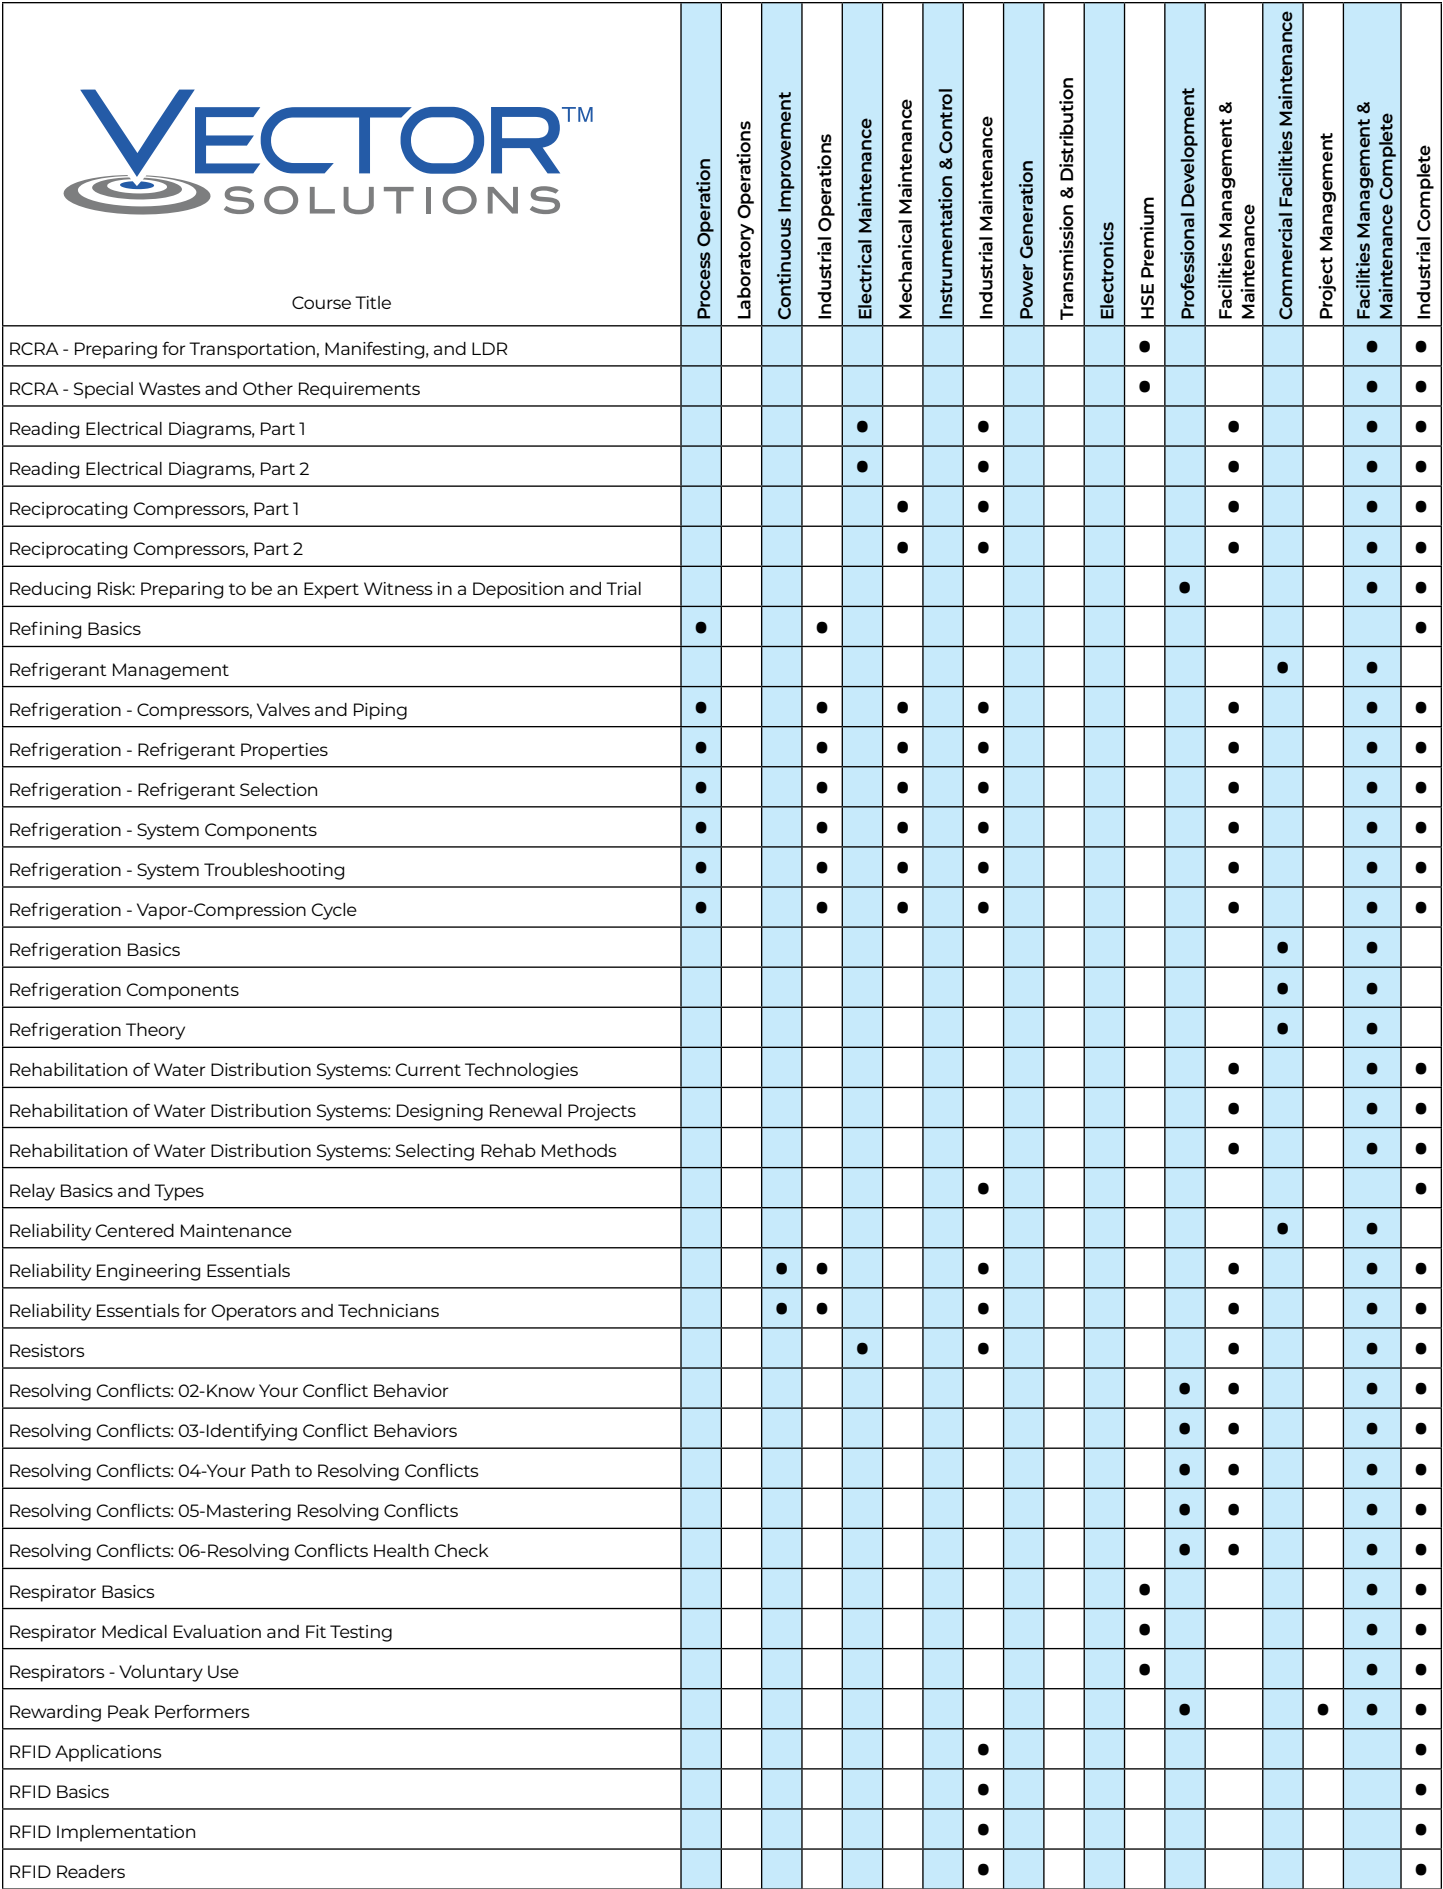 VECTOR™
SOLUTIONS
Course Title
Process Operation
Laboratory Operations
Continuous Improvement
Industrial Operations
Electrical Maintenance
Mechanical Maintenance
Instrumentation & Control
Industrial Maintenance
Power Generation
Transmission & Distribution
Electronics
HSE Premium
Professional Development
Facilities Management &
Maintenance
Commercial Facilities Maintenance
Project Management
Facilities Management &
Maintenance Complete
Industrial Complete
RCRA - Preparing for Transportation, Manifesting, and LDR
RCRA - Special Wastes and Other Requirements
Reading Electrical Diagrams, Part 1
Reading Electrical Diagrams, Part 2
Reciprocating Compressors, Part 1
Reciprocating Compressors, Part 2
Reducing Risk: Preparing to be an Expert Witness in a Deposition and Trial
Refining Basics
Refrigerant Management
Refrigeration - Compressors, Valves and Piping
Refrigeration - Refrigerant Properties
Refrigeration - Refrigerant Selection
Refrigeration - System Components
Refrigeration - System Troubleshooting
Refrigeration - Vapor-Compression Cycle
Refrigeration Basics
Refrigeration Components
Refrigeration Theory
Rehabilitation of Water Distribution Systems: Current Technologies
Rehabilitation of Water Distribution Systems: Designing Renewal Projects
Rehabilitation of Water Distribution Systems: Selecting Rehab Methods
Relay Basics and Types
Reliability Centered Maintenance
Reliability Engineering Essentials
Reliability Essentials for Operators and Technicians
Resistors
Resolving Conflicts: 02-Know Your Conflict Behavior
Resolving Conflicts: 03-Identifying Conflict Behaviors
Resolving Conflicts: 04-Your Path to Resolving Conflicts
Resolving Conflicts: 05-Mastering Resolving Conflicts
Resolving Conflicts: 06-Resolving Conflicts Health Check
Respirator Basics
Respirator Medical Evaluation and Fit Testing
Respirators - Voluntary Use
Rewarding Peak Performers
RFID Applications
RFID Basics
RFID Implementation
RFID Readers